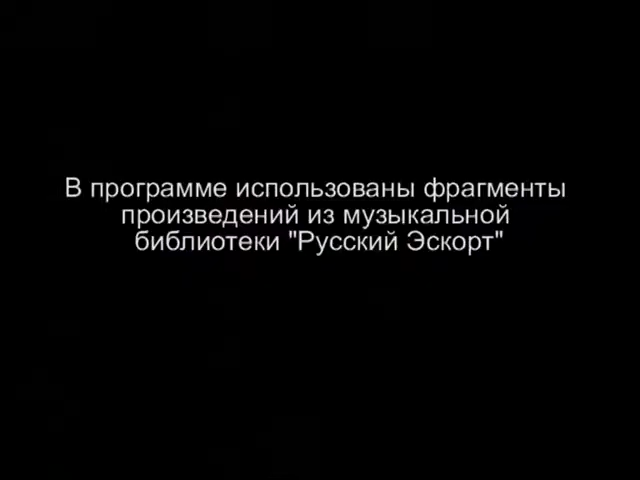 В программе использованы фрагменты
произведений из музыкальной
библиотеки "Русский Эскорт"